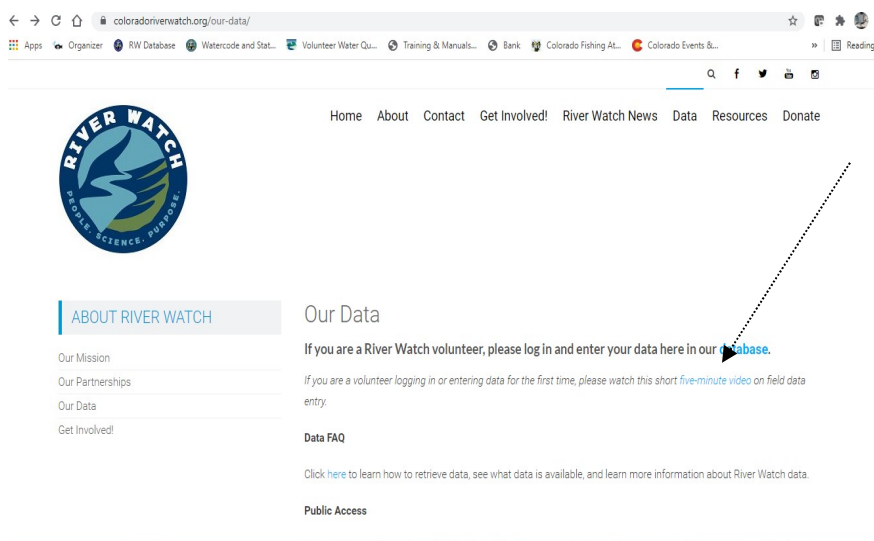 coloradoriverwatch.org/our-data/
Apps Organizer RW Database Watercode and Stat... Volunteer Water Qu... Training & Manuals... Bank Colorado Fishing At... Colorado Events &... » Reading
RIVER WATCH
PEOPLE. SCIENCE. PURPOSE.
Home About Contact Get Involved! River Watch News Data Resources Donate
ABOUT RIVER WATCH
Our Mission
Our Partnerships
Our Data
Get Involved!
Our Data
If you are a River Watch volunteer, please log in and enter your data here in our database.
If you are a volunteer logging in or entering data for the first time, please watch this short five-minute video on field data
entry.
Data FAQ
Click here to learn how to retrieve data, see what data is available, and learn more information about River Watch data.
Public Access